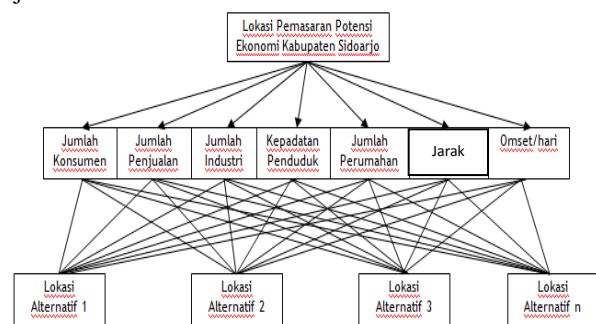 Lokasi Pemasaran Potensi
Ekonomi Kabupaten Sidoarjo
Jumlah
Konsumen
Jumlah
Penjualan
Jumlah
Industri
Kepadatan
Penduduk
Jumlah
Perumahan
Jarak
Omset/hari
Lokasi
Alternatif 1
Lokasi
Alternatif 2
Lokasi
Alternatif 3
Lokasi
Alternatif n